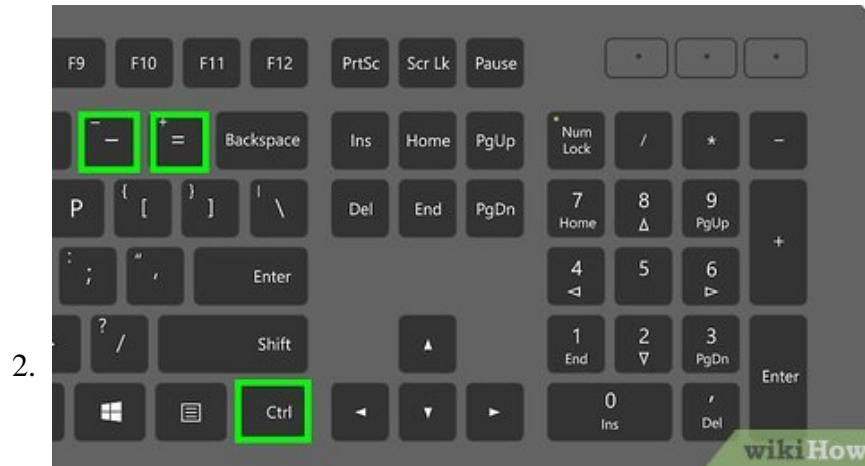 F9 F10 F11 F12 PrtSc Scr Lk Pause
_ - + = Backspace Ins Home PgUp Num Lock / * -
P { [ } ] | \ Del End PgDn 7 Home 8 Δ 9 PgUp +
: ; " ' Enter 4 ◅ 5 6 ▻
? / Shift ▲ 1 End 2 ∇ 3 PgDn Enter
2.
Ctrl ◄ ▼ ► 0 Ins ' Del
wikiHow